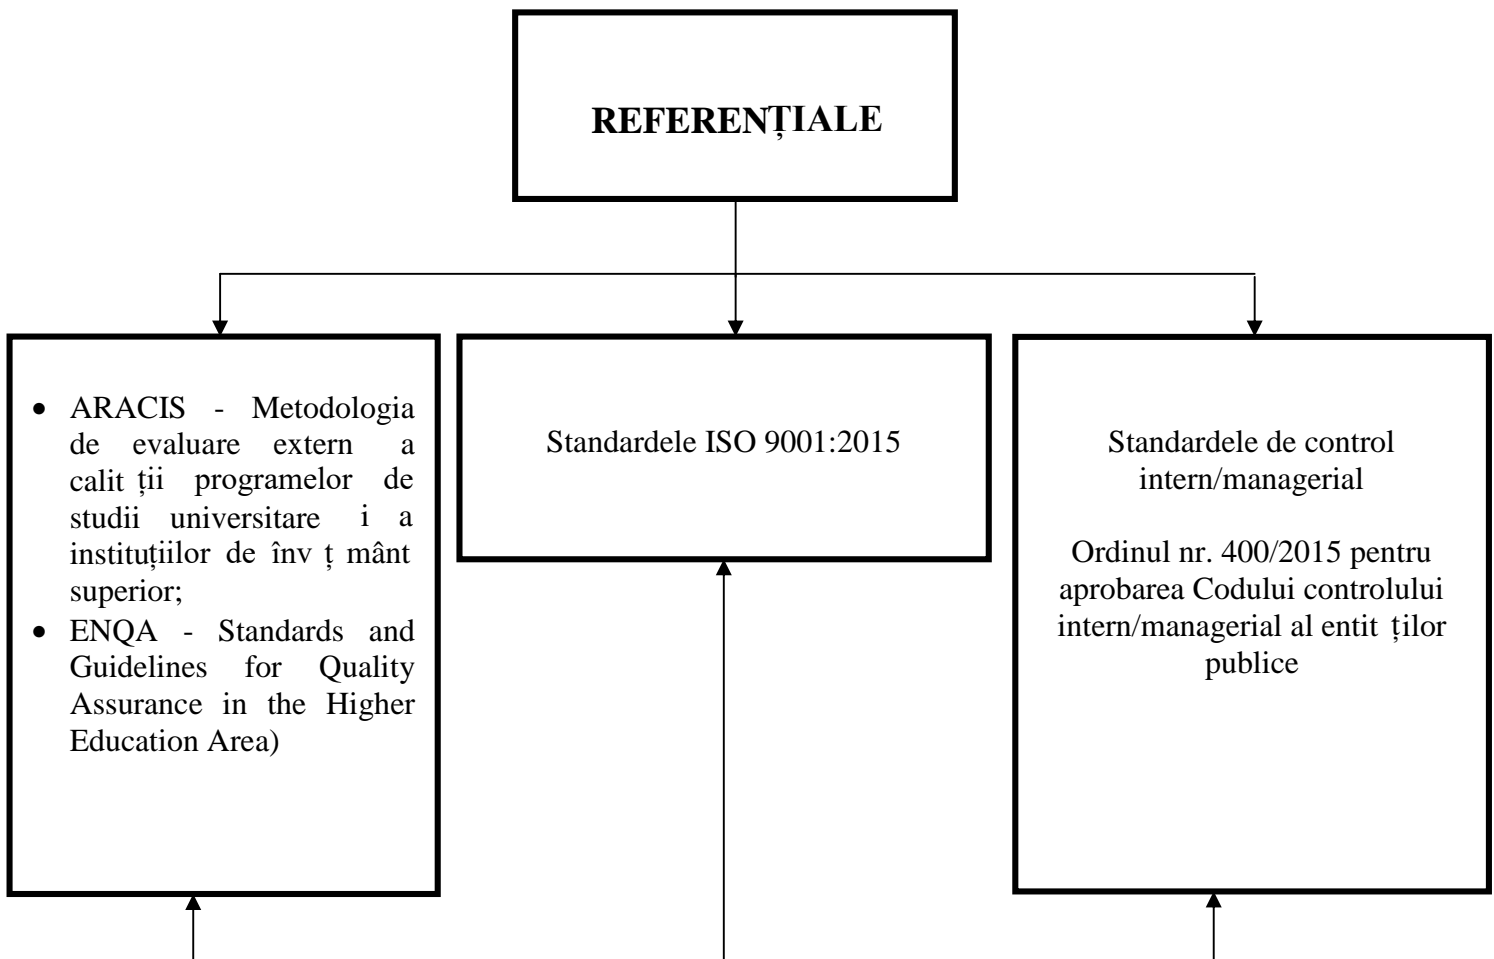 REFERENȚIALE
• ARACIS - Metodologia
de evaluare extern a
calit ții programelor de
studii universitare i a
instituțiilor de înv ț mânt
superior;
• ENQA - Standards and
Guidelines for Quality
Assurance in the Higher
Education Area)
Standardele ISO 9001:2015
Standardele de control
intern/managerial
Ordinul nr. 400/2015 pentru
aprobarea Codului controlului
intern/managerial al entit ților
publice